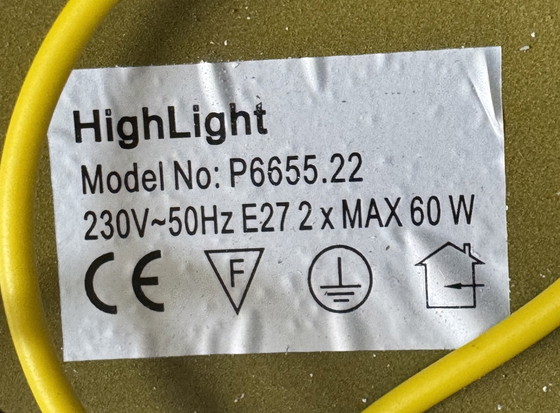 HighLight
Model No: P6655.22
230V~50Hz E27 2 x MAX 60 W
CE F